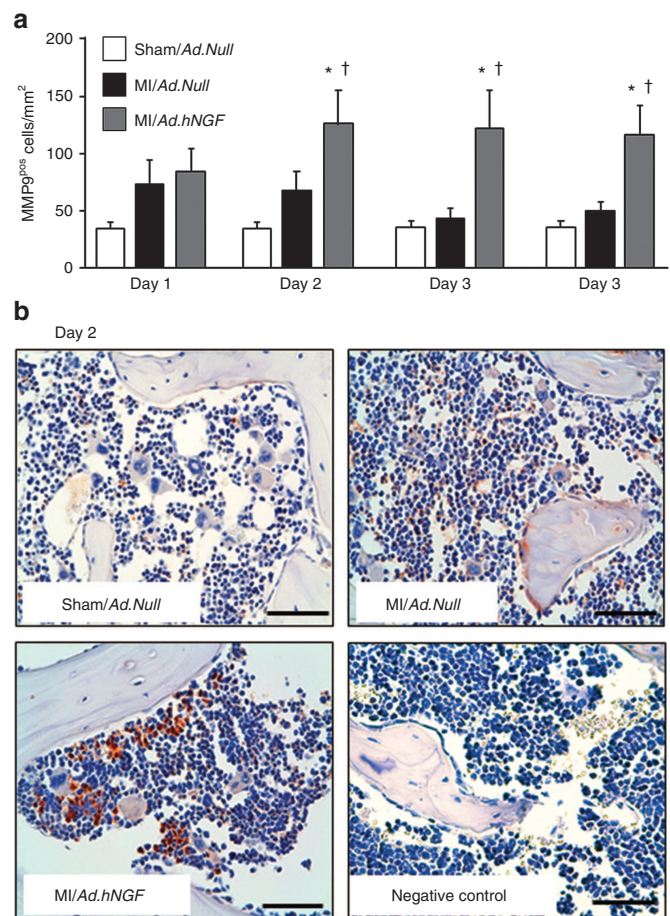 a
MMP9pos cells/mm2
200
150
100
50
0
Sham/Ad.Null
MI/Ad.Null
MI/Ad.hNGF
* †
* †
* †
Day 1
Day 2
Day 3
Day 3
b
Day 2
Sham/Ad.Null
MI/Ad.Null
MI/Ad.hNGF
Negative control